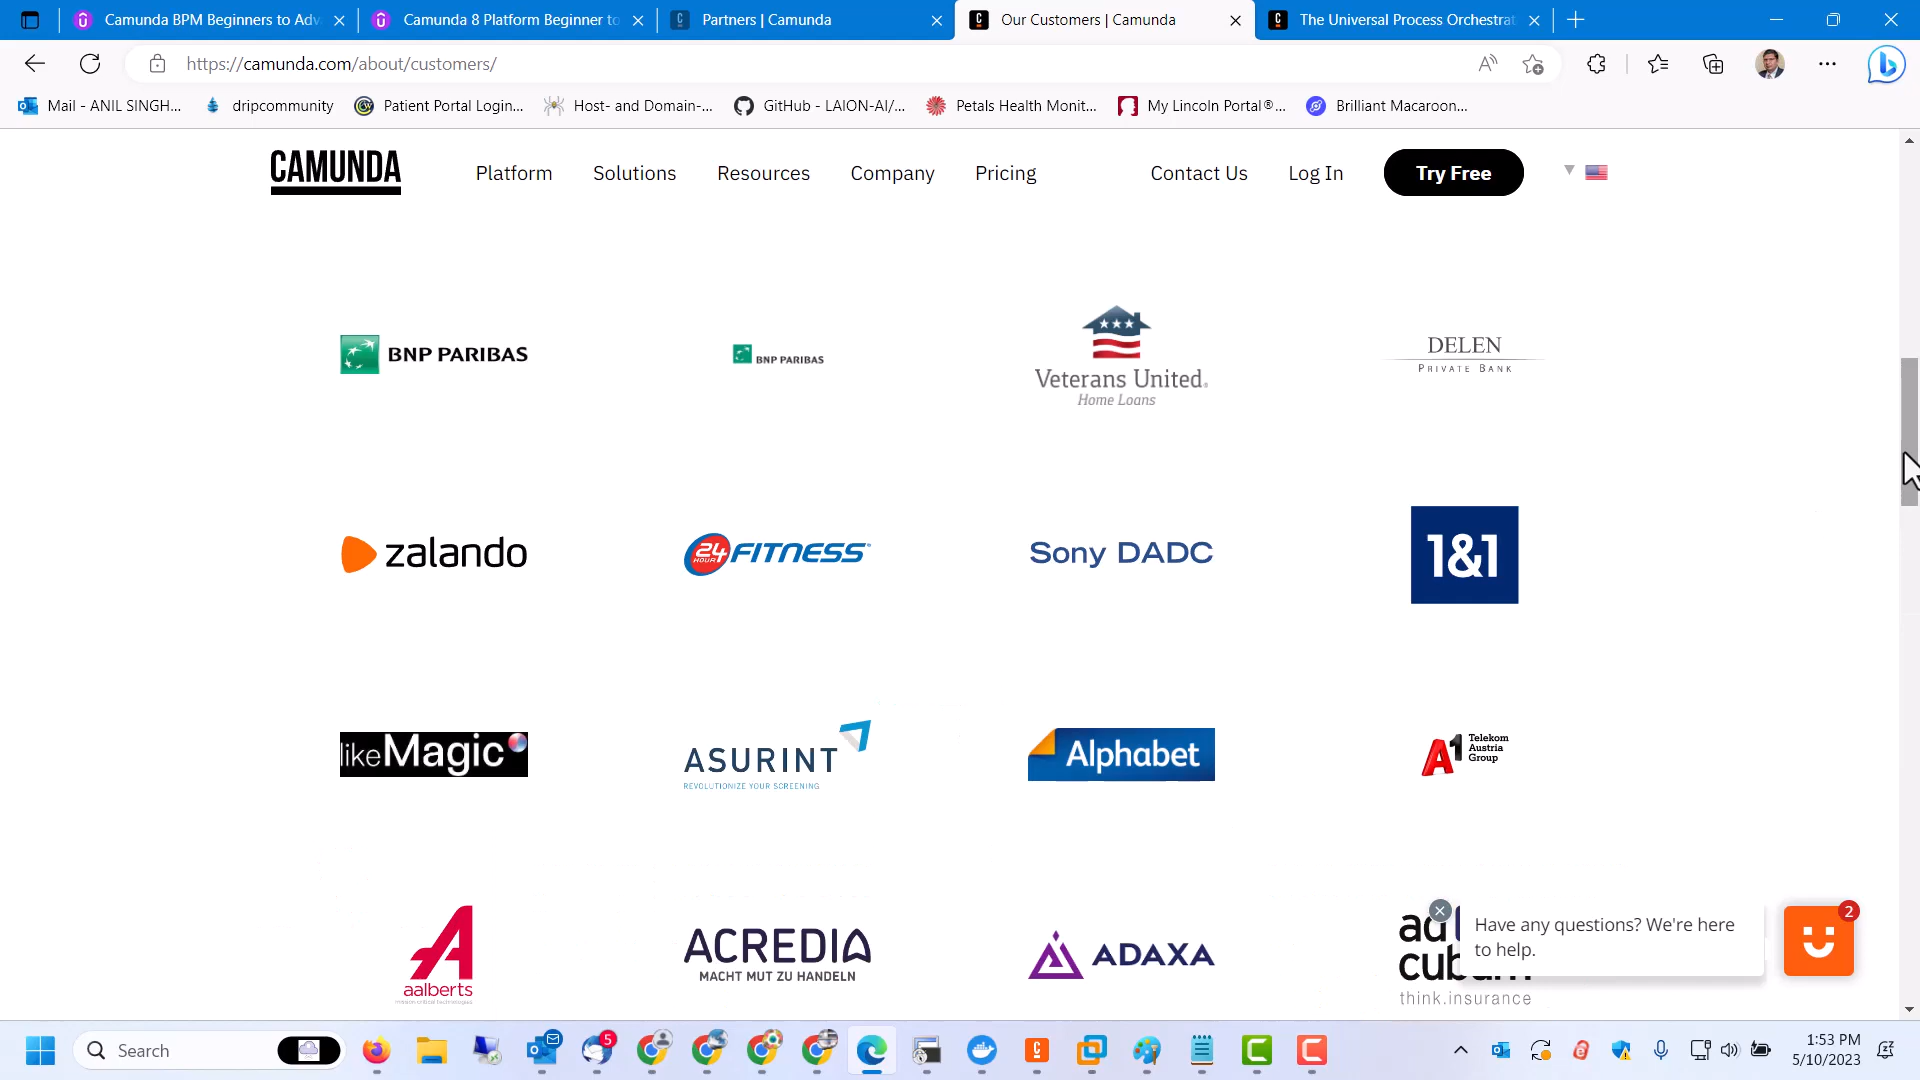 Camunda BPM Beginners to Adv
Camunda 8 Platform Beginner to
Partners | Camunda
Our Customers | Camunda
The Universal Process Orchestrat
https://camunda.com/about/customers/
Mail - ANIL SINGH...
dripcommunity
Patient Portal Login...
Host- and Domain-...
GitHub - LAION-AI/...
Petals Health Monit...
My Lincoln Portal®...
Brilliant Macaroon...
CAMUNDA
Platform
Solutions
Resources
Company
Pricing
Contact Us
Log In
Try Free
BNP PARIBAS
BNP PARIBAS
Veterans United®
Home Loans
DELEN
PRIVATE BANK
zalando
24
HOUR
FITNESS®
Sony DADC
1&1
likeMagic
ASURINT
REVOLUTIONIZE YOUR SCREENING
Alphabet
A1
Telekom
Austria
Group
aalberts
mission critical technologies
ACREDIA
MACHT MUT ZU HANDELN
ADAXA
cub
think.insurance
Have any questions? We're here
to help.
2
Search
5
1:53 PM
5/10/2023